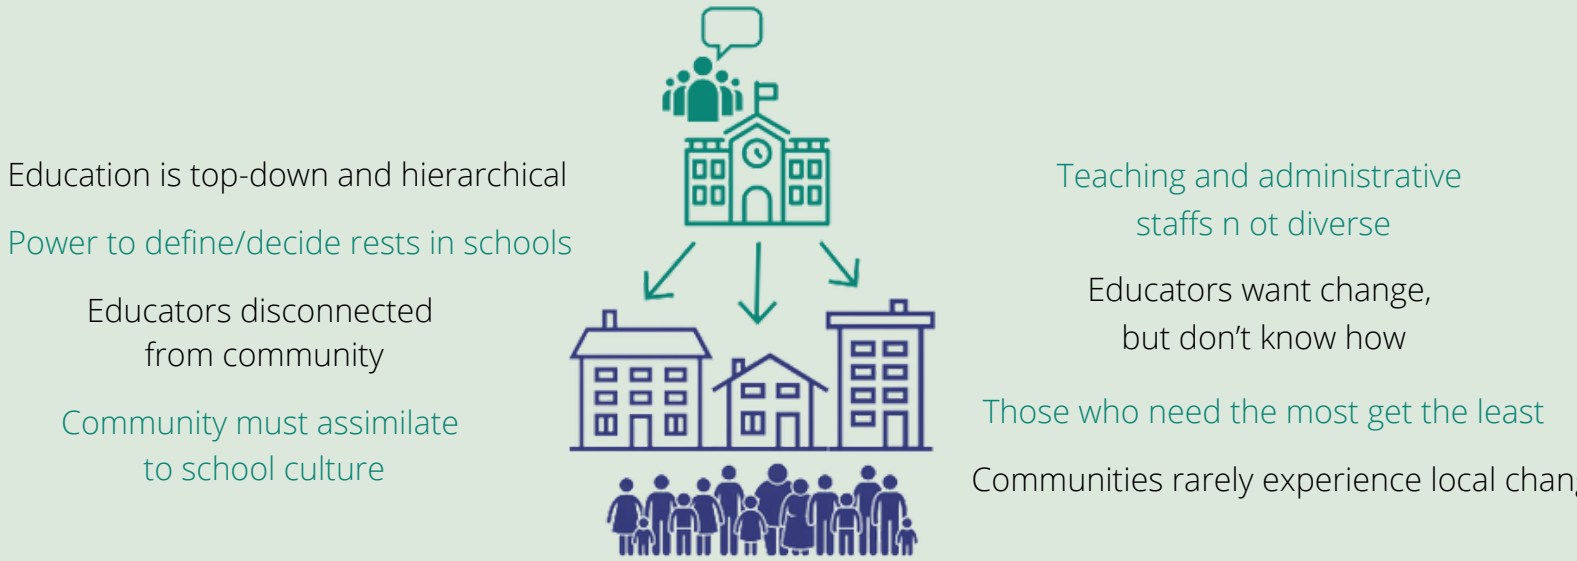 Education is top-down and hierarchical
Power to define/decide rests in schools
Educators disconnected
from community
Community must assimilate
to school culture
Teaching and administrative
staffs n ot diverse
Educators want change,
but don't know how
Those who need the most get the least
Communities rarely experience local chang